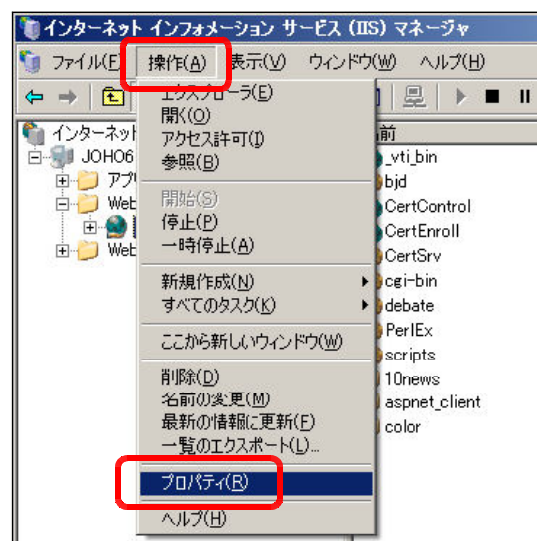 インターネット インフォメーション サービス (IIS) マネージャ
ファイル(F) 操作(A) 表示(V) ウィンドウ(W) ヘルプ(H)
エクスプローラ(E)
開く(O)
アクセス許可(I)
参照(B)
開始(S)
停止(P)
一時停止(A)
新規作成(N)
すべてのタスク(K)
ここから新しいウィンドウ(W)
削除(D)
名前の変更(M)
最新の情報に更新(F)
一覧のエクスポート(L)...
プロパティ(R)
ヘルプ(H)
インターネット
JOHO6
アプ
Web
Web
前
_vti_bin
bjd
CertControl
CertEnroll
CertSrv
cgi-bin
debate
PerlEx
scripts
10news
aspnet_client
color